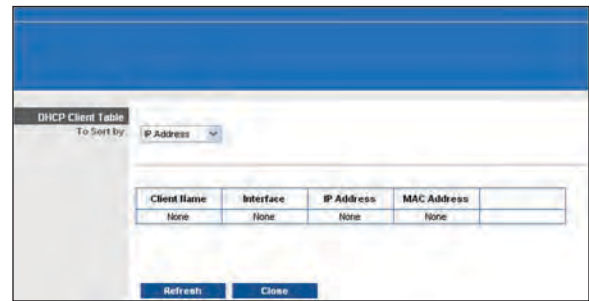 DHCP Client Table
To Sort by
IP Address
Client Name Interface IP Address MAC Address
None None None None
Refresh Close